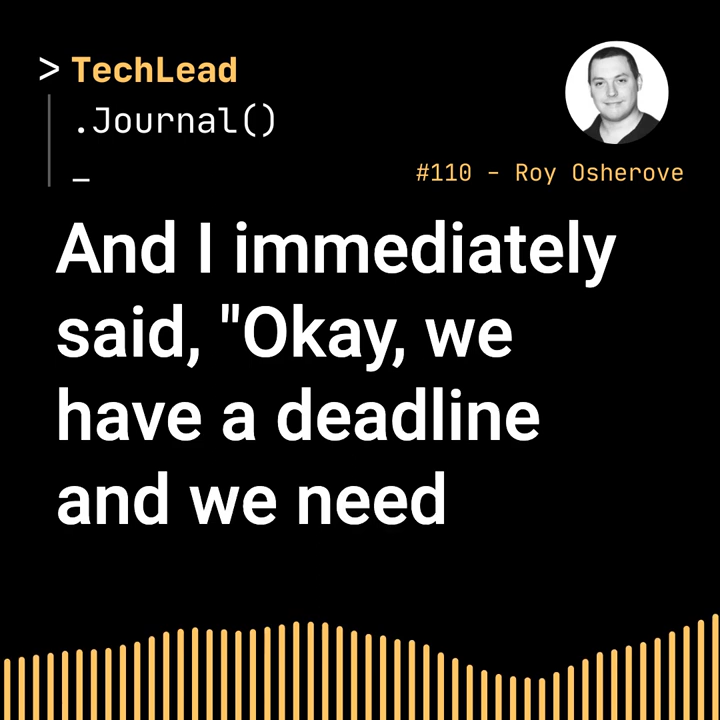 > TechLead
.Journal()
_
#110 - Roy Osherove
And I immediately
said, "Okay, we
have a deadline
and we need